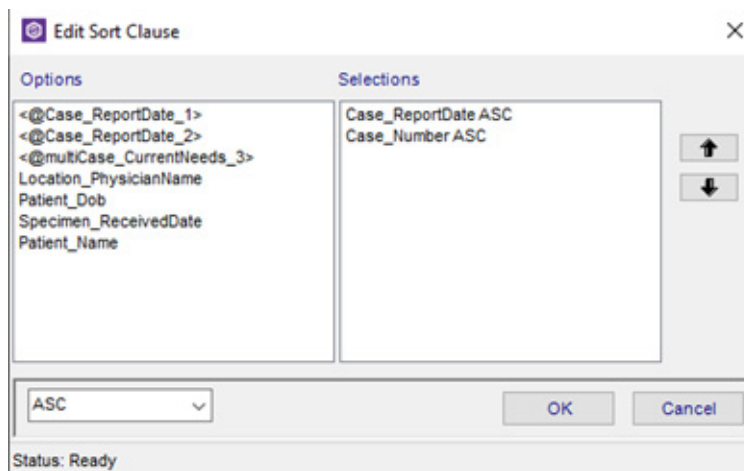 Edit Sort Clause
Options
Selections
<@Case_ReportDate_1>
<@Case_ReportDate_2>
<@multiCase_CurrentNeeds_3>
Location_PhysicianName
Patient_Dob
Specimen_ReceivedDate
Patient_Name
Case_ReportDate ASC
Case_Number ASC
ASC
OK
Cancel
Status: Ready